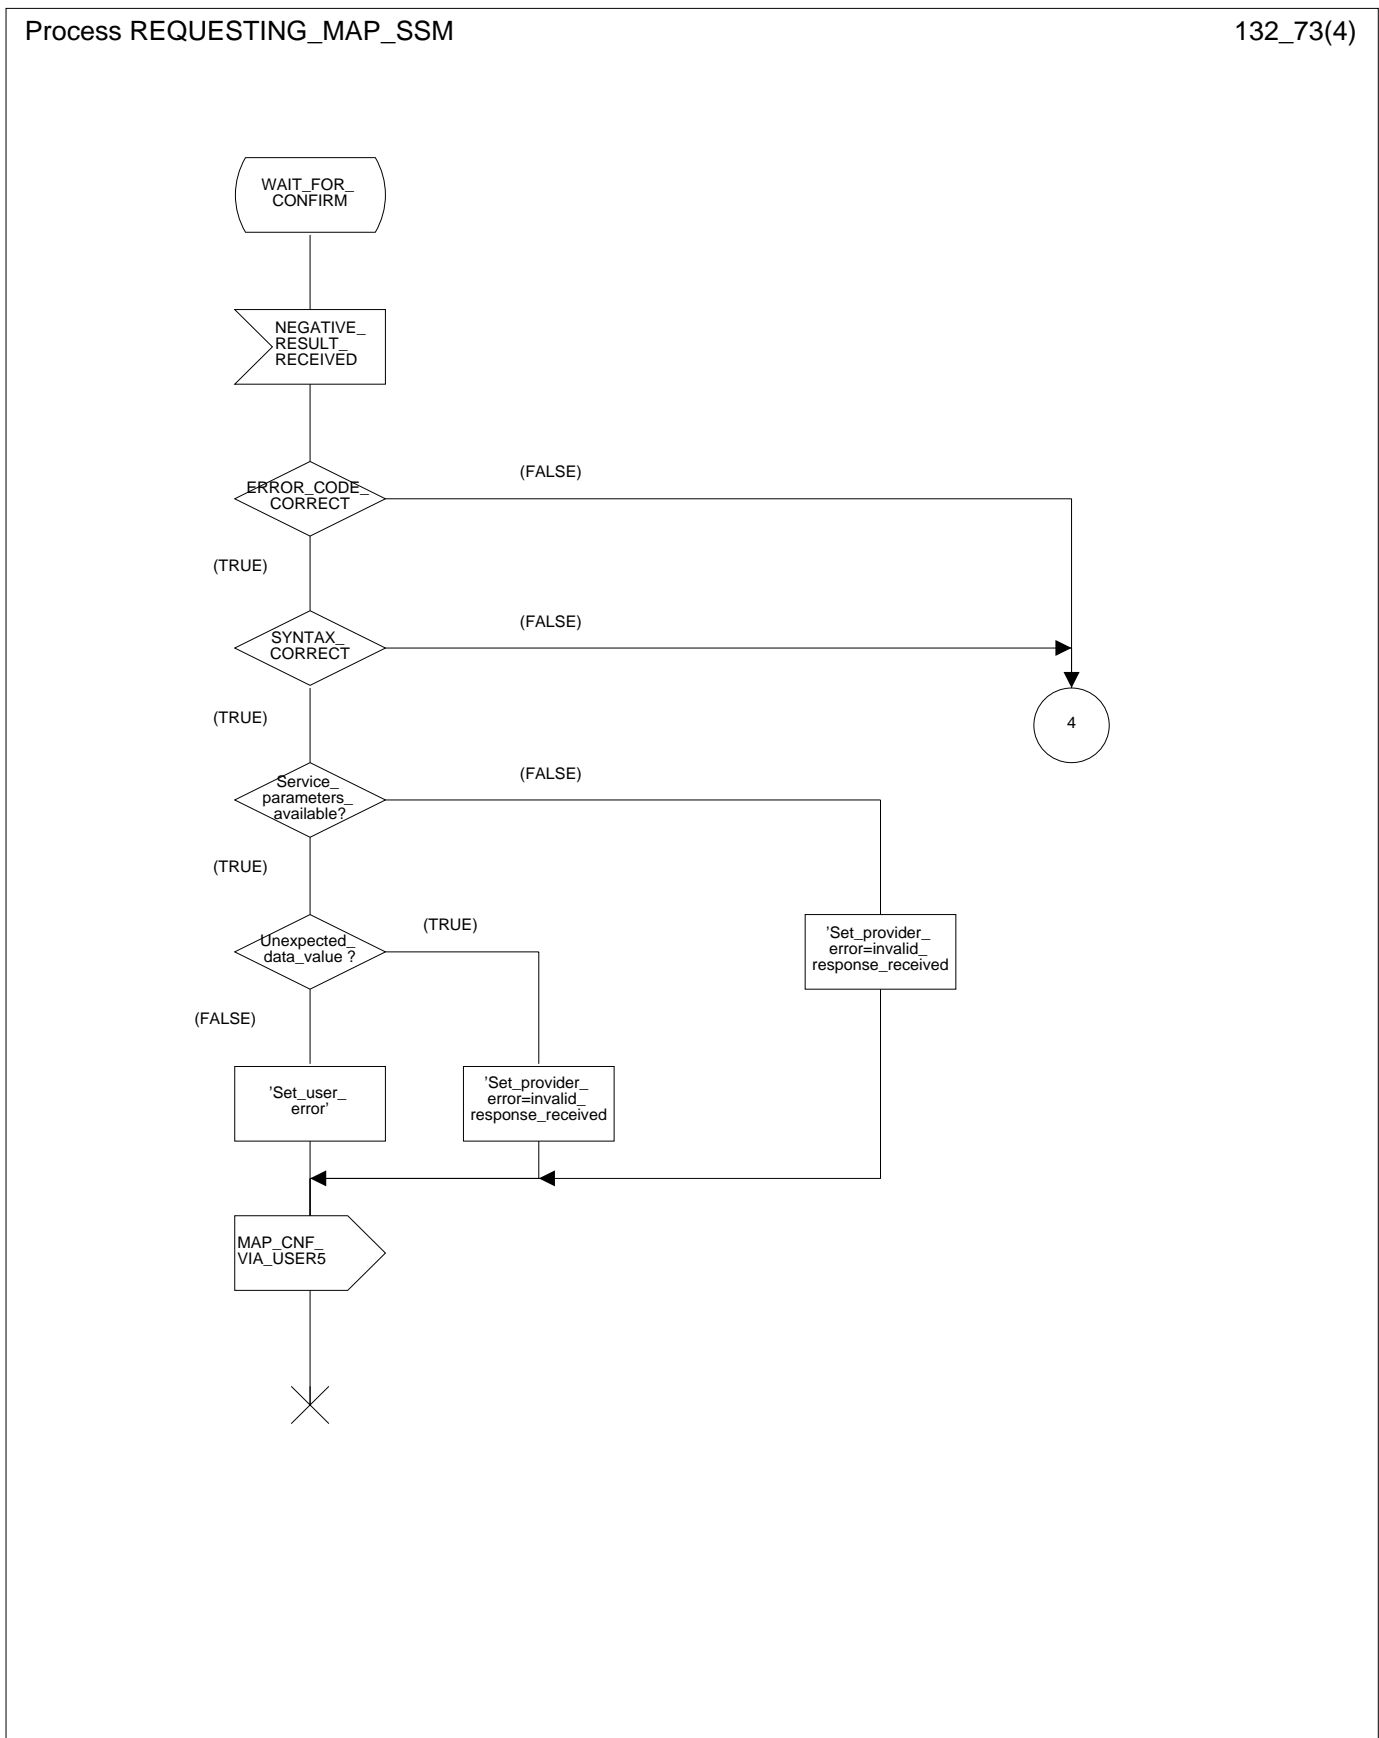 Process REQUESTING_MAP_SSM
132_73(4)
WAIT_FOR_
CONFIRM
NEGATIVE_
RESULT_
RECEIVED
(FALSE)
ERROR_CODE_
CORRECT
(TRUE)
(FALSE)
SYNTAX_
CORRECT
(TRUE)
4
(FALSE)
Service_
parameters_
available?
(TRUE)
(TRUE)
Unexpected_
data_value ?
'Set_provider_
error=invalid_
response_received
(FALSE)
'Set_user_
error'
'Set_provider_
error=invalid_
response_received
MAP_CNF_
VIA_USER5